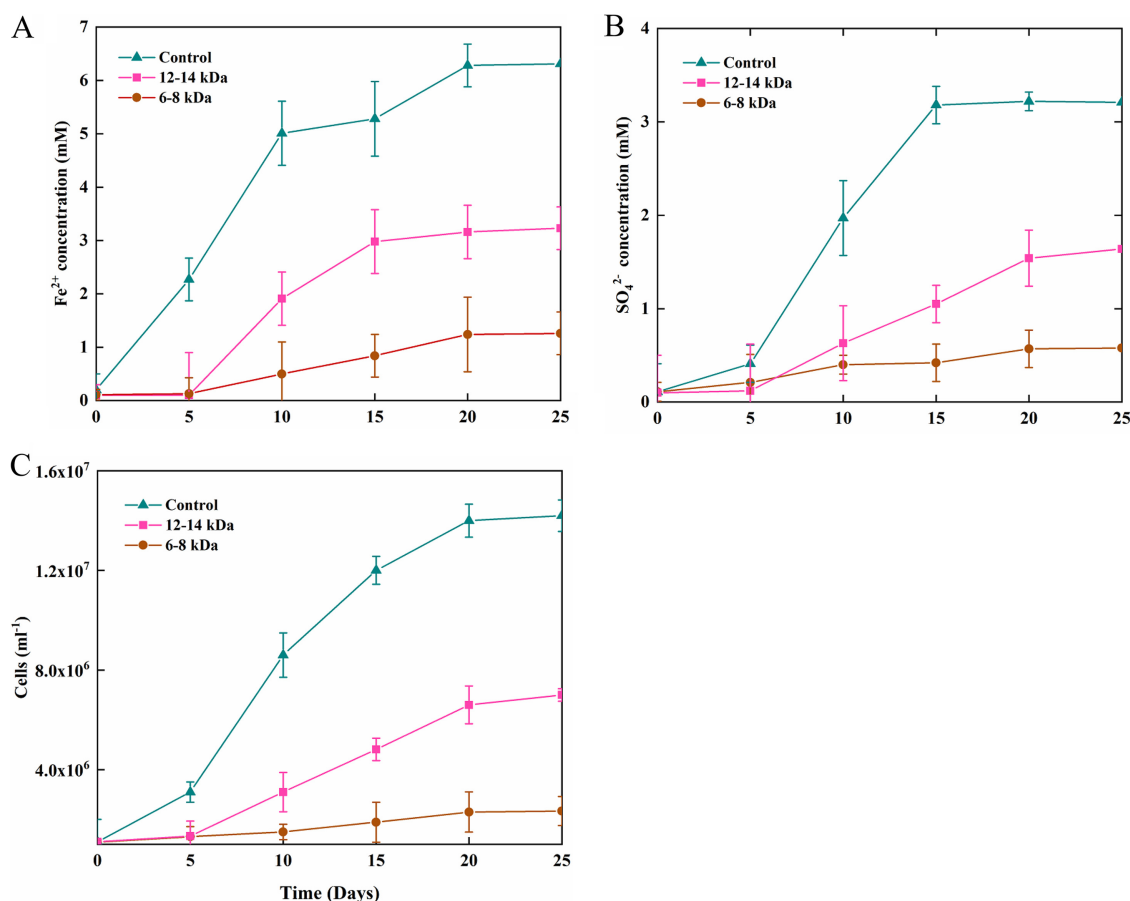 A
Fe²⁺ concentration (mM)
7
6
5
4
3
2
1
0
Control
12-14 kDa
6-8 kDa
0 5 10 15 20 25
B
SO₄²⁻ concentration (mM)
4
3
2
1
0
Control
12-14 kDa
6-8 kDa
0 5 10 15 20 25
C
Cells (ml⁻¹)
1.6x10⁷
1.2x10⁷
8.0x10⁶
4.0x10⁶
Control
12-14 kDa
6-8 kDa
0 5 10 15 20 25
Time (Days)